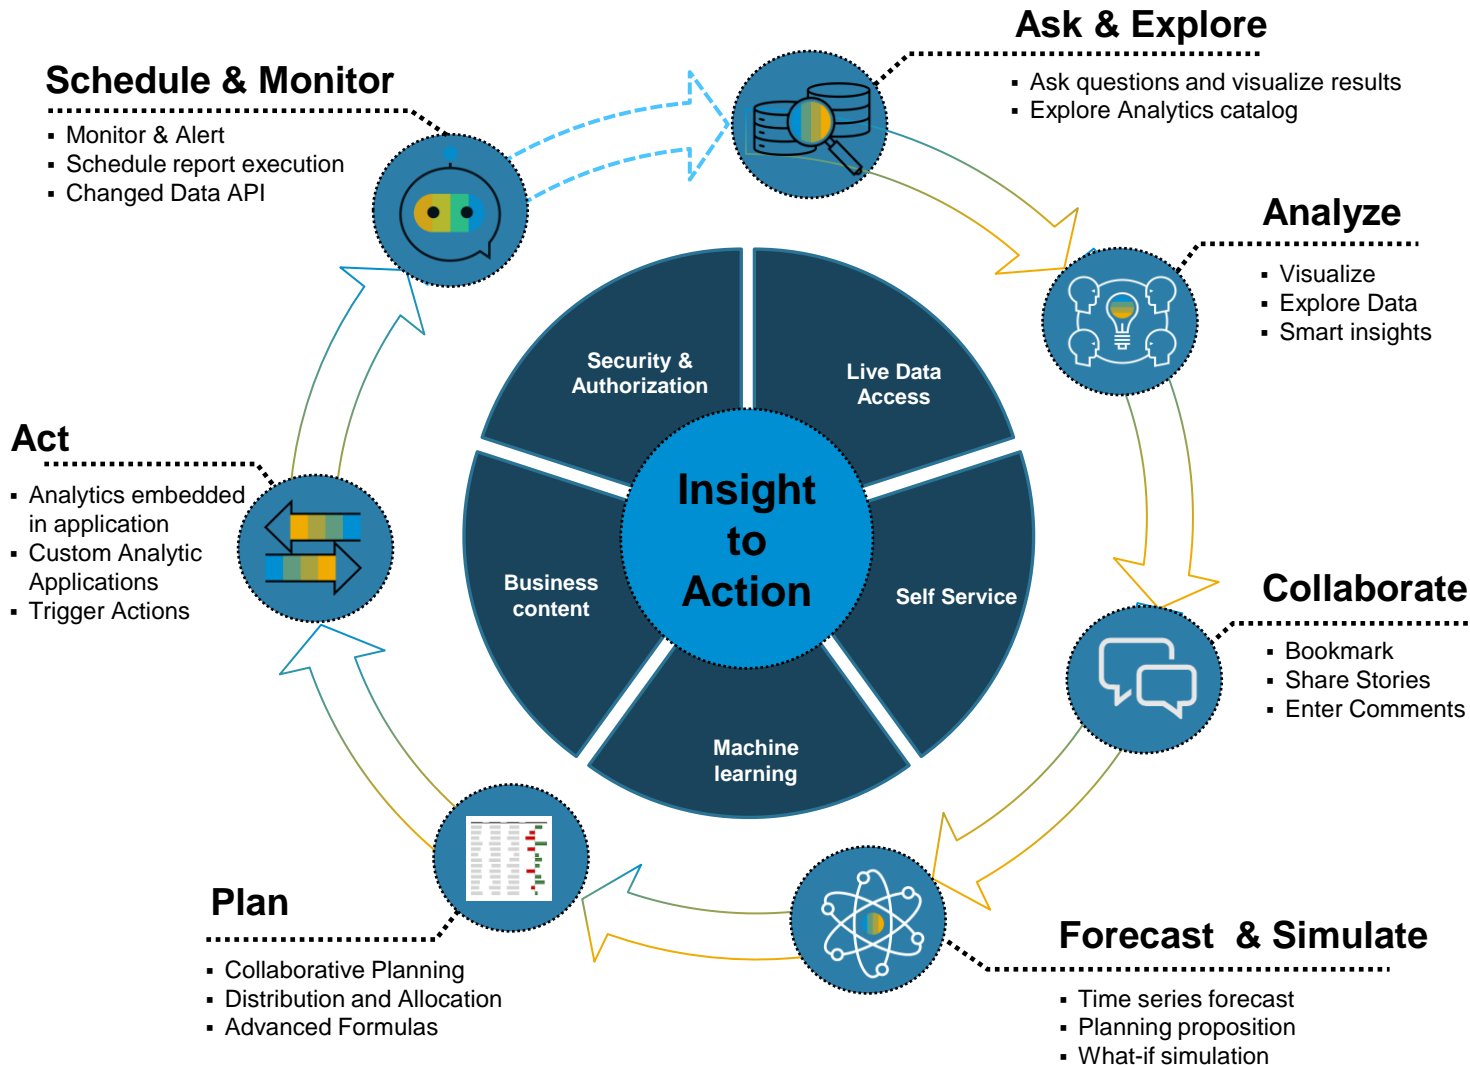 Ask & Explore
▪ Ask questions and visualize results
▪ Explore Analytics catalog
Analyze
▪ Visualize
▪ Explore Data
▪ Smart insights
Collaborate
▪ Bookmark
▪ Share Stories
▪ Enter Comments
Forecast & Simulate
▪ Time series forecast
▪ Planning proposition
▪ What-if simulation
Plan
▪ Collaborative Planning
▪ Distribution and Allocation
▪ Advanced Formulas
Act
▪ Analytics embedded
in application
▪ Custom Analytic
Applications
▪ Trigger Actions
Schedule & Monitor
▪ Monitor & Alert
▪ Schedule report execution
▪ Changed Data API
Security &
Authorization
Live Data
Access
Self Service
Machine
learning
Business
content
Insight
to
Action